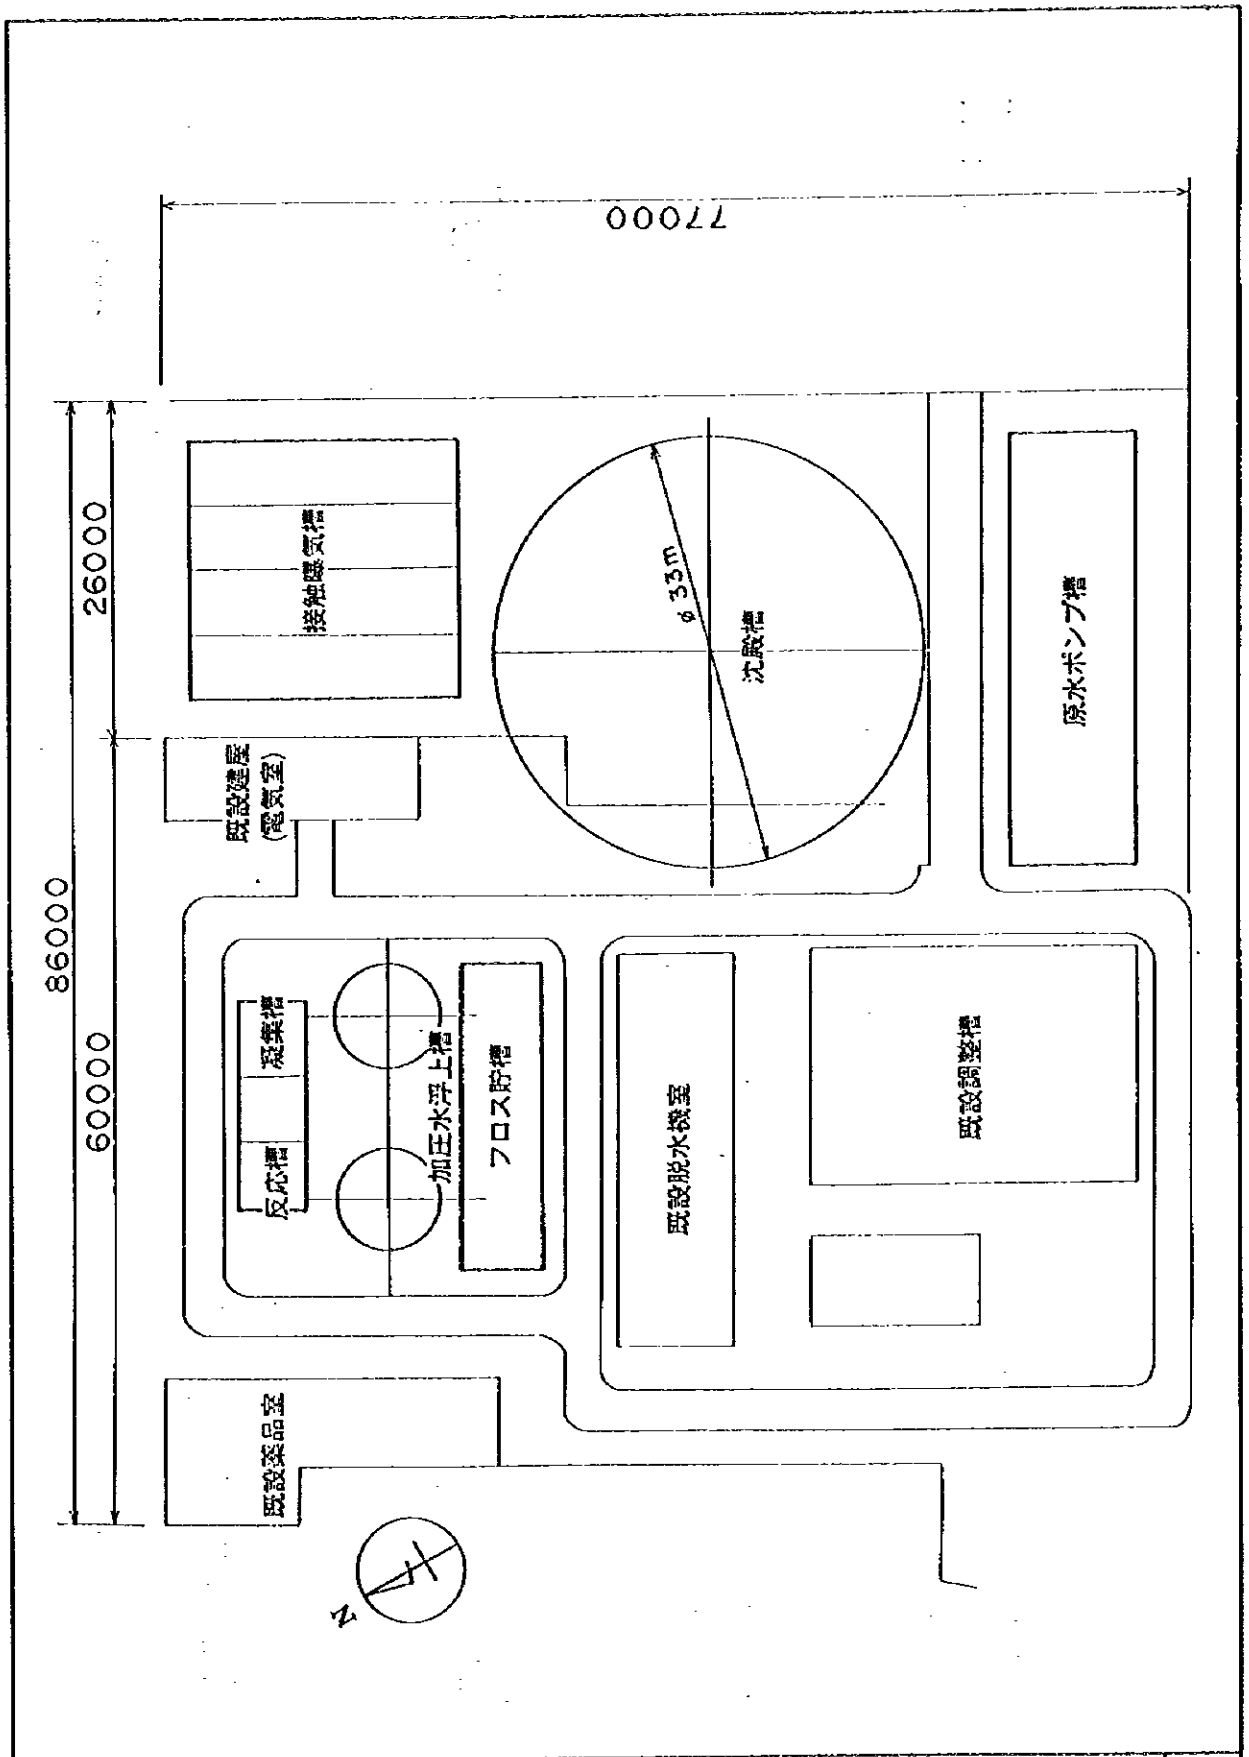 86000
60000
26000
77000
既設薬品室
N
反応槽
凝集槽
加圧水浮上槽
フロス貯槽
既設脱水機室
既設調整槽
既設建屋
(電気室)
接触曝気槽
φ33m
沈殿槽
原水ポンプ槽